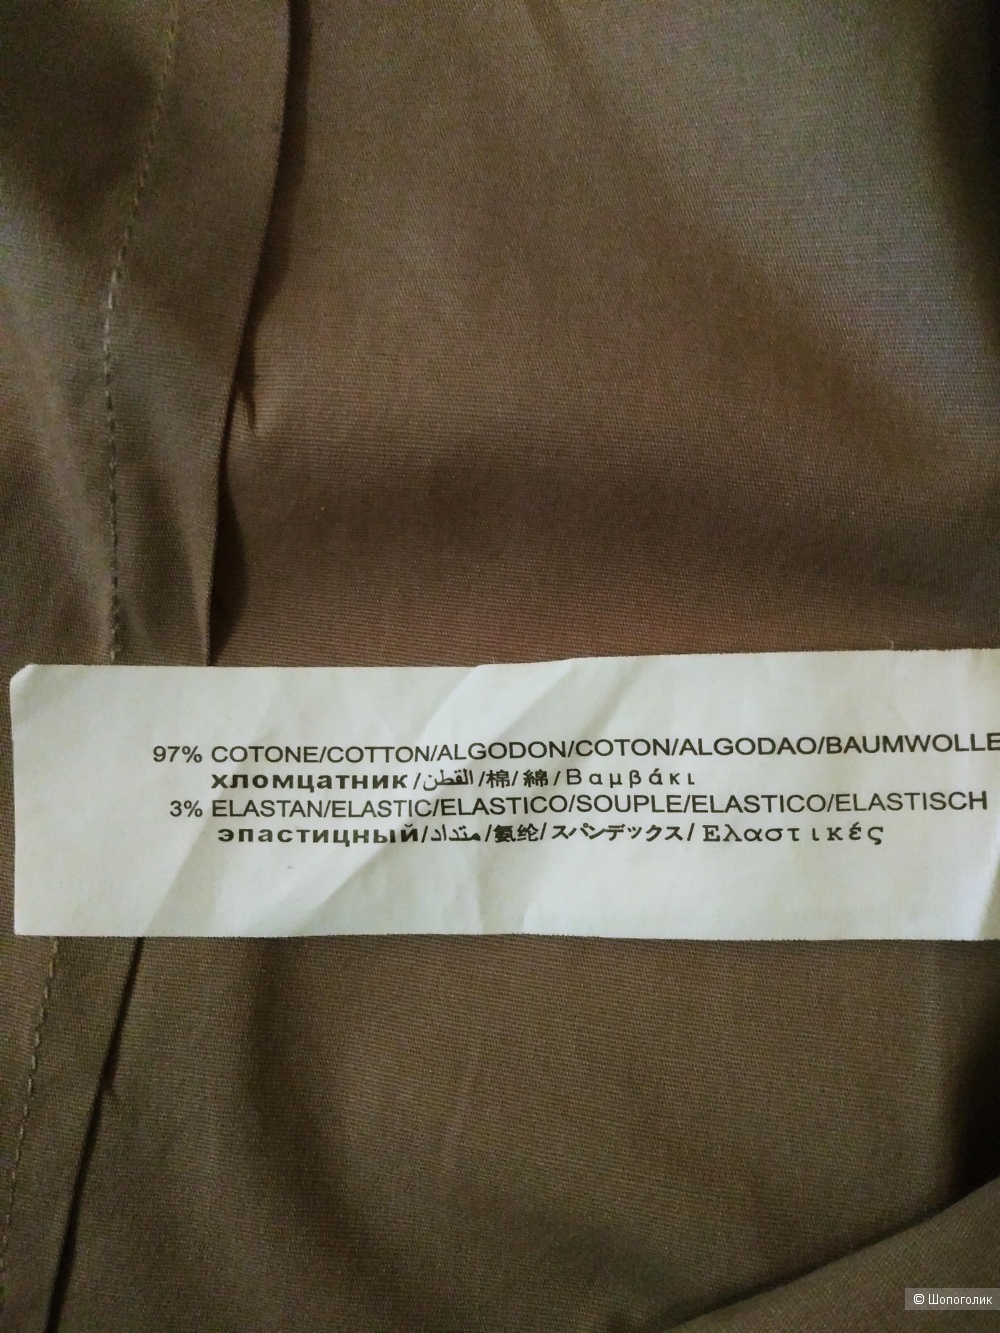 97% COTONE/COTTON/ALGODON/COTON/ALGODAO/BAUMWOLLE
хломцатник/القطن/棉/綿/Βαμβάκι
3% ELASTAN/ELASTIC/ELASTICO/SOUPLE/ELASTICO/ELASTISCH
эпастицный/متداد/氨纶/スパンデックス/Ελαστικές
© Шопоголик